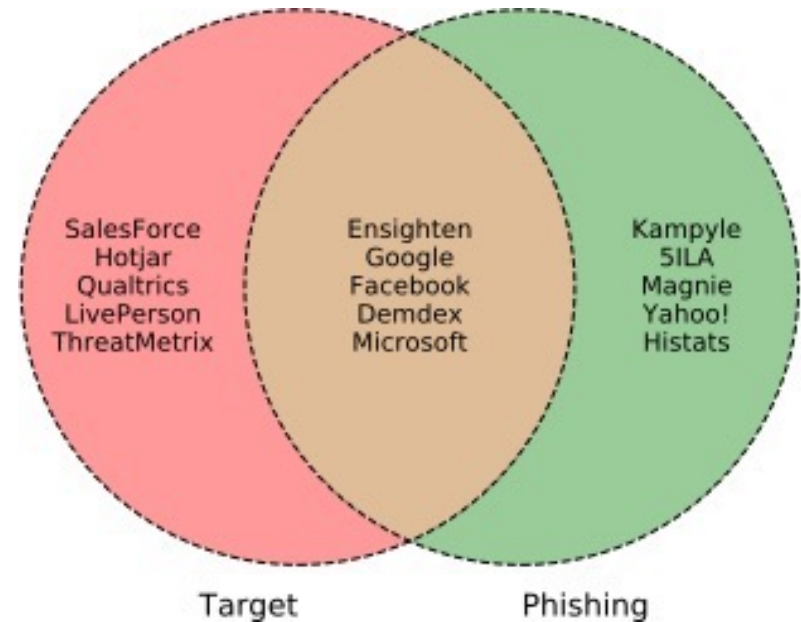 SalesForce
Hotjar
Qualtrics
LivePerson
ThreatMetrix
Ensighten
Google
Facebook
Demdex
Microsoft
Kampyle
5ILA
Magnie
Yahoo!
Histats
Target
Phishing